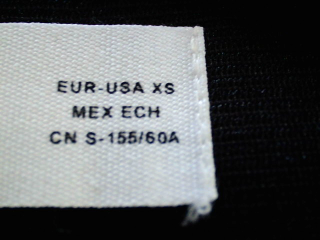 EUR-USA XS
MEX ECH
CN S-155/60A